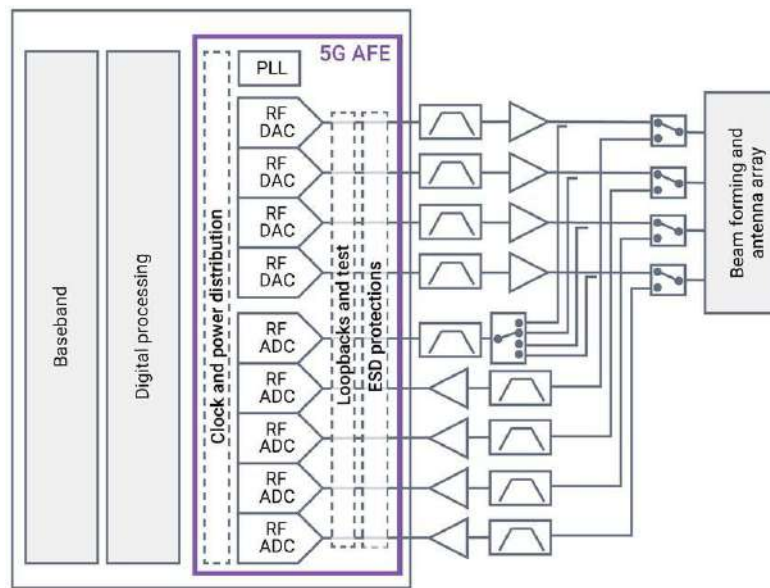 5G AFE
PLL
RF
DAC
RF
DAC
RF
DAC
RF
DAC
RF
ADC
RF
ADC
RF
ADC
RF
ADC
RF
ADC
Baseband
Digital processing
Clock and power distribution
Loopbacks and test
ESD protections
Beam forming and
antenna array